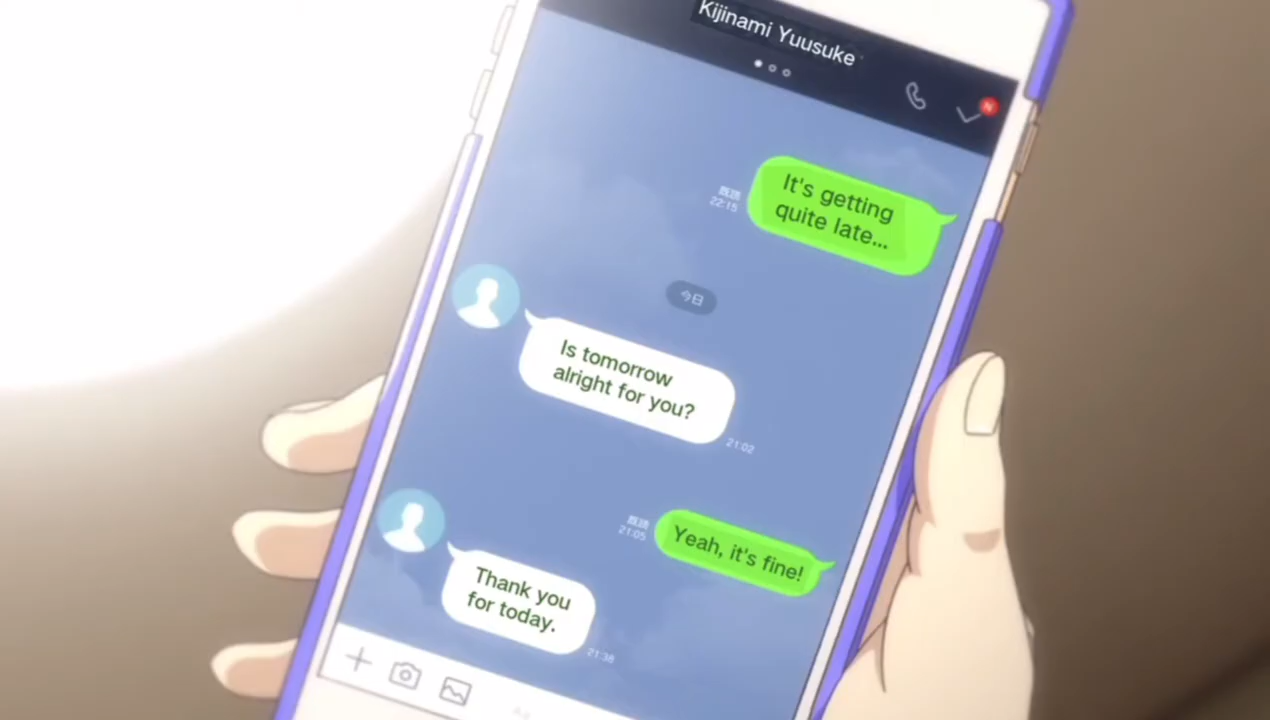 Kijinami Yuusuke
N
It's getting
quite late...
既読
22:15
今日
Is tomorrow
alright for you?
21:02
既読
21:05
Yeah, it's fine!
Thank you
for today.
21:38